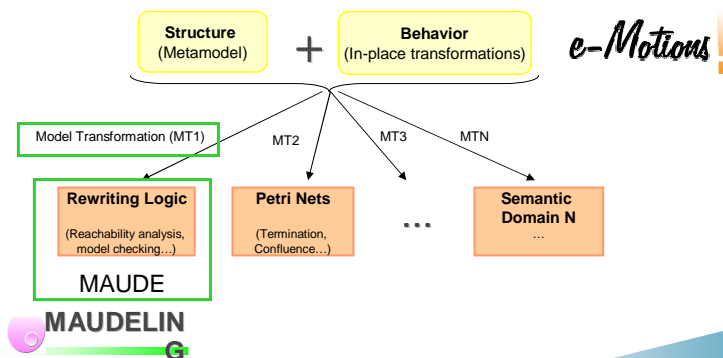 Structure
(Metamodel)
+
Behavior
(In-place transformations)
e-Motions
Model Transformation (MT1)
MT2
MT3
MTN
Rewriting Logic
(Reachability analysis,
model checking...)
MAUDE
Petri Nets
(Termination,
Confluence...)
...
Semantic
Domain N
...
MAUDELIN
G